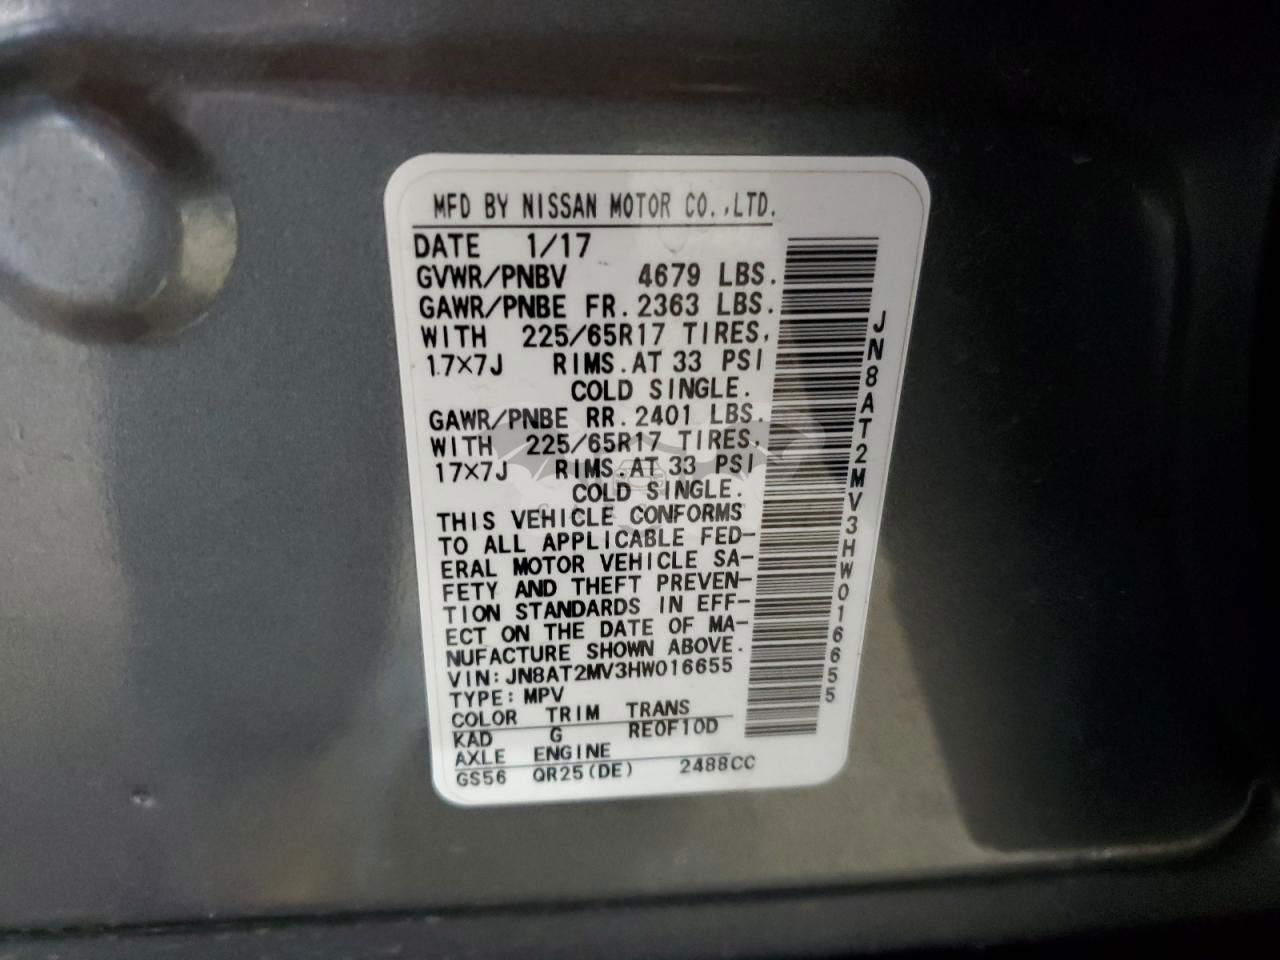 MFD BY NISSAN MOTOR CO.,LTD.
DATE 1/17
GVWR/PNBV 4679 LBS.
GAWR/PNBE FR. 2363 LBS.
WITH 225/65R17 TIRES,
17×7J RIMS.AT 33 PSI
COLD SINGLE.
GAWR/PNBE RR. 2401 LBS.
WITH 225/65R17 TIRES,
17×7J RIMS.AT 33 PSI
COLD SINGLE.
THIS VEHICLE CONFORMS
TO ALL APPLICABLE FED-
ERAL MOTOR VEHICLE SA-
FETY AND THEFT PREVEN-
TION STANDARDS IN EFF-
ECT ON THE DATE OF MA-
NUFACTURE SHOWN ABOVE.
VIN: JN8AT2MV3HW016655
TYPE: MPV
COLOR TRIM TRANS
KAD G RE0F10D
AXLE ENGINE
GS56 QR25(DE) 2488CC
JN8AT2MV3HW016655